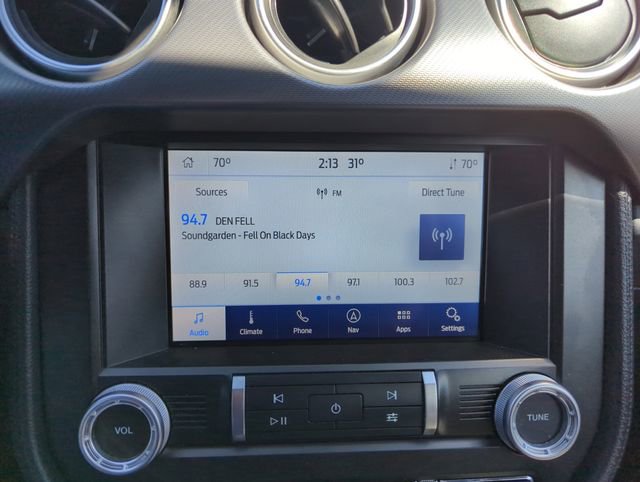 70° 2:13 31° 70°
Sources FM Direct Tune
94.7 DEN FELL
Soundgarden - Fell On Black Days
88.9 91.5 94.7 97.1 100.3 102.7
Audio Climate Phone Nav Apps Settings
VOL TUNE